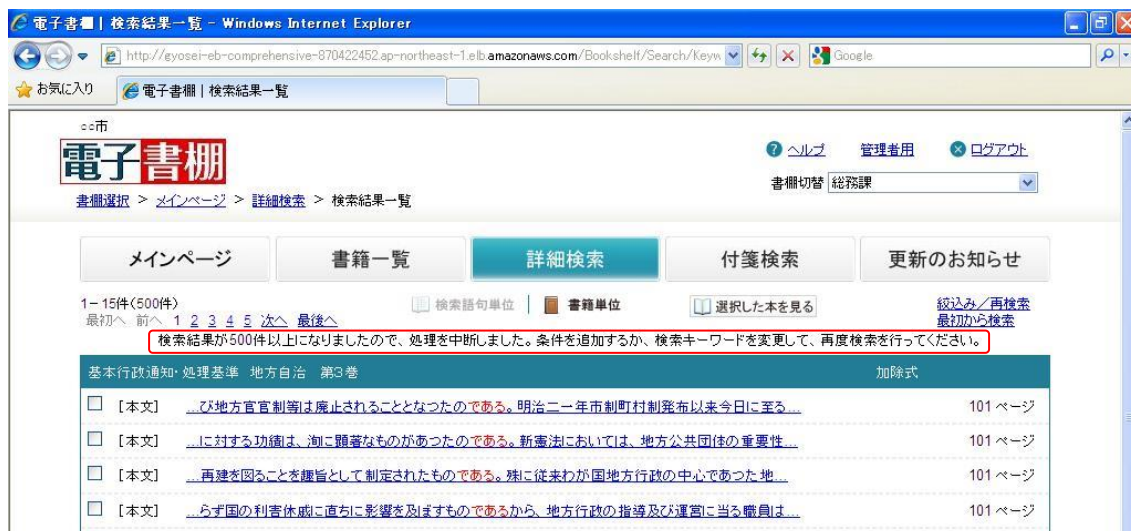 電子書棚 | 検索結果一覧 - Windows Internet Explorer
http://gyosei-eb-comprehensive-870422452.ap-northeast-1.elb.amazonaws.com/Bookshelf/Search/Keyw
Google
お気に入り 電子書棚 | 検索結果一覧
○○市
電子書棚
ヘルプ 管理者用 ログアウト
書棚切替 総務課
書棚選択 > メインページ > 詳細検索 > 検索結果一覧
メインページ 書籍一覧 詳細検索 付箋検索 更新のお知らせ
1-15件(500件) 検索語句単位 書籍単位 選択した本を見る 絞込み/再検索
最初へ 前へ 1 2 3 4 5 次へ 最後へ 最初から検索
検索結果が500件以上になりましたので、処理を中断しました。条件を追加するか、検索キーワードを変更して、再度検索を行ってください。
基本行政通知・処理基準 地方自治 第3巻 加除式
[本文] ...び地方官官制等は廃止されることとなつたのである。明治二一年市制町村制発布以来今日に至る... 101 ページ
[本文] ...に対する功績は、洵に顕著なものがあつたのである。新憲法においては、地方公共団体の重要性... 101 ページ
[本文] ...再建を図ることを趣旨として制定されたものである。殊に従来わが国地方行政の中心であつた地... 101 ページ
[本文] ...らず国の利害休戚に直ちに影響を及ぼすものであるから、地方行政の指導及び運営に当る職員は... 101 ページ